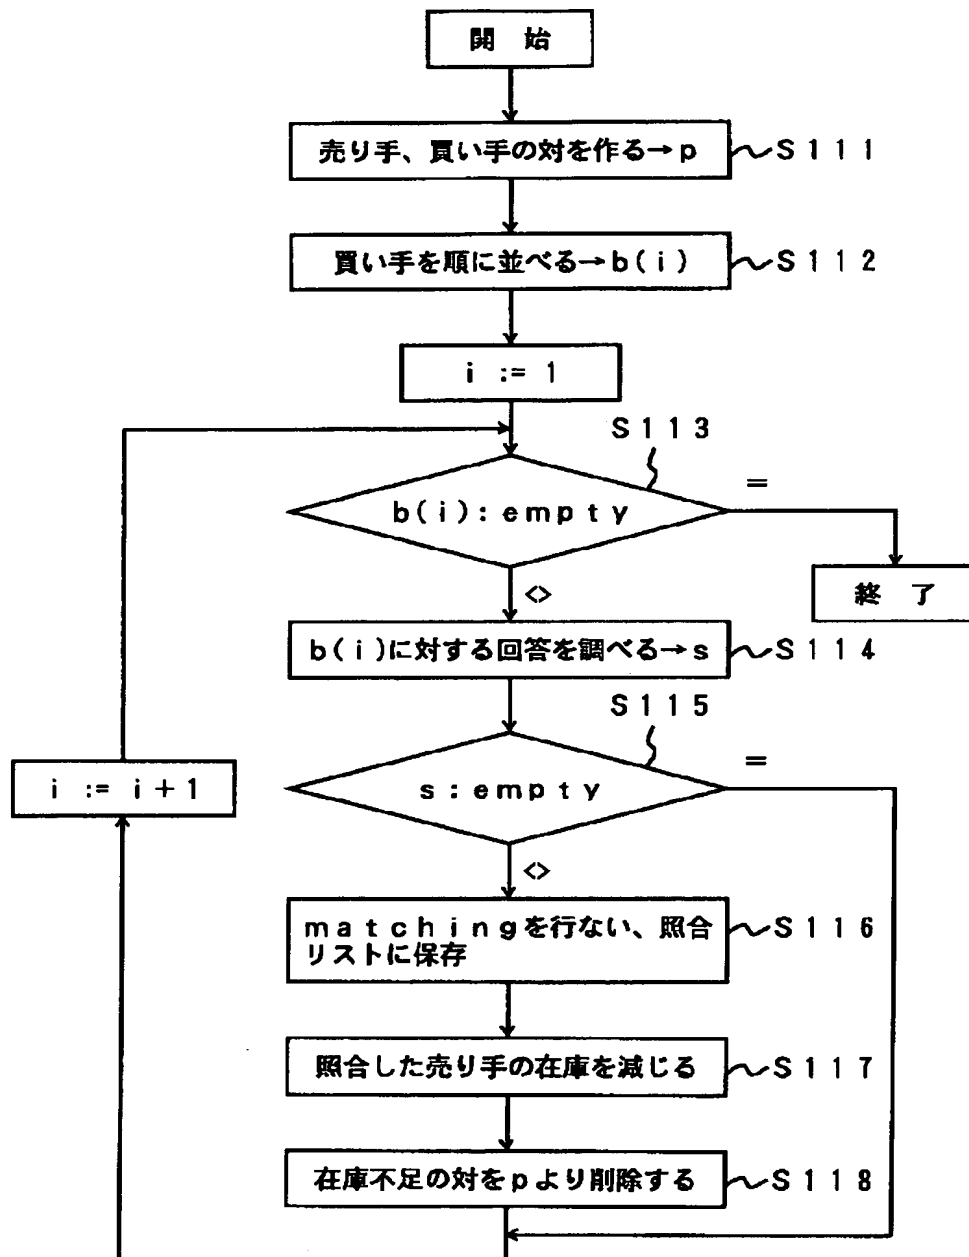 開 始
売り手、買い手の対を作る→p
S111
買い手を順に並べる→b(i)
S112
i := 1
S113
b(i):empty
=
<>
終 了
b(i)に対する回答を調べる→s
S114
S115
s:empty
=
i := i+1
<>
matchingを行ない、照合
リストに保存
S116
照合した売り手の在庫を減じる
S117
在庫不足の対をpより削除する
S118